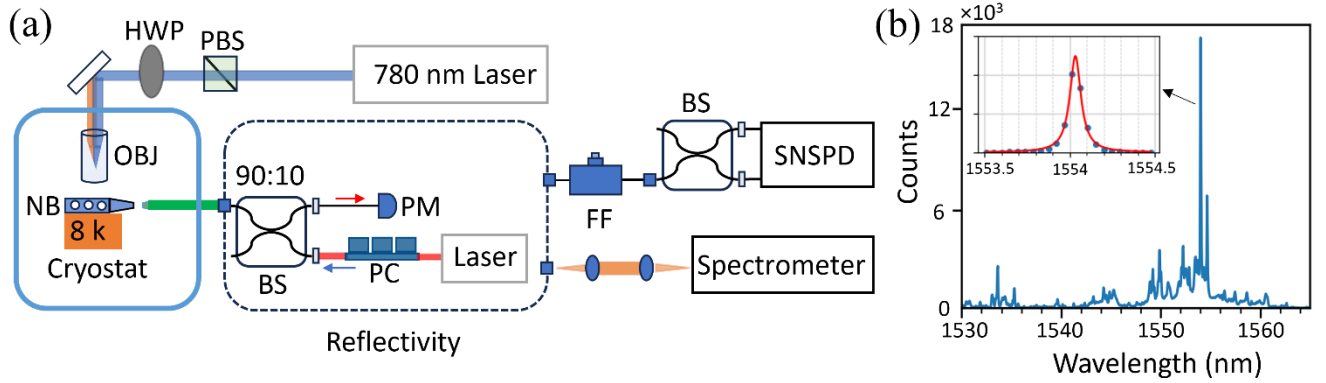 (a)
HWP
PBS
780 nm Laser
OBJ
NB
8 k
Cryostat
90:10
BS
PM
PC
Laser
Reflectivity
FF
BS
SNSPD
Spectrometer
(b)
×10³
18
12
6
0
Counts
1553.5
1554
1554.5
1530
1540
1550
1560
Wavelength (nm)